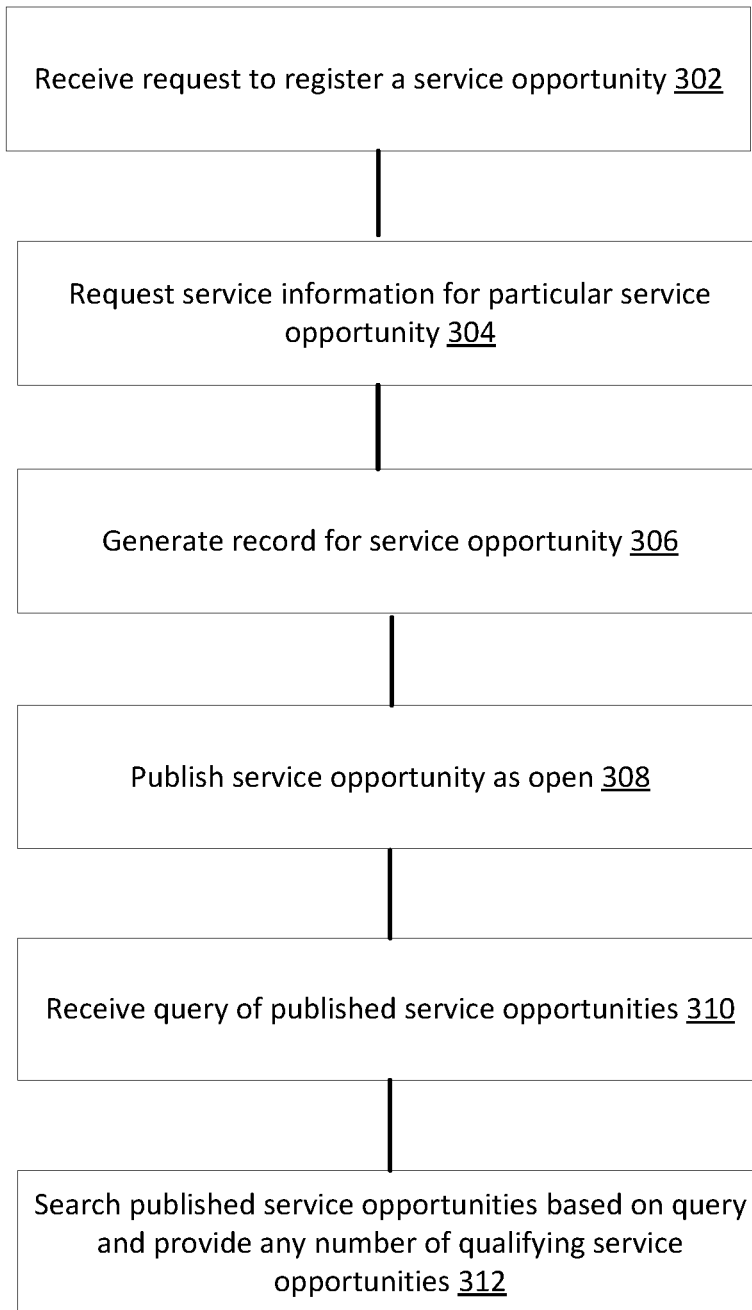 Receive request to register a service opportunity 302
Request service information for particular service
opportunity 304
Generate record for service opportunity 306
Publish service opportunity as open 308
Receive query of published service opportunities 310
Search published service opportunities based on query
and provide any number of qualifying service
opportunities 312